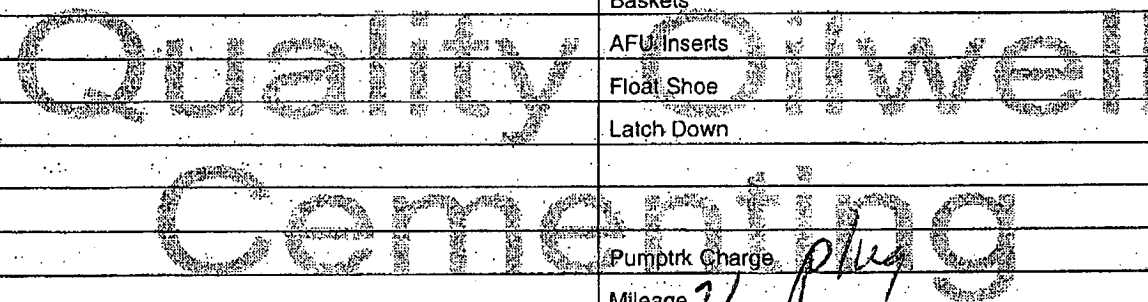 Baskets
AFU Inserts
Float Shoe
Latch Down
Quality Oilwell
Cementing
Pumptrk Charge plug
Mileage